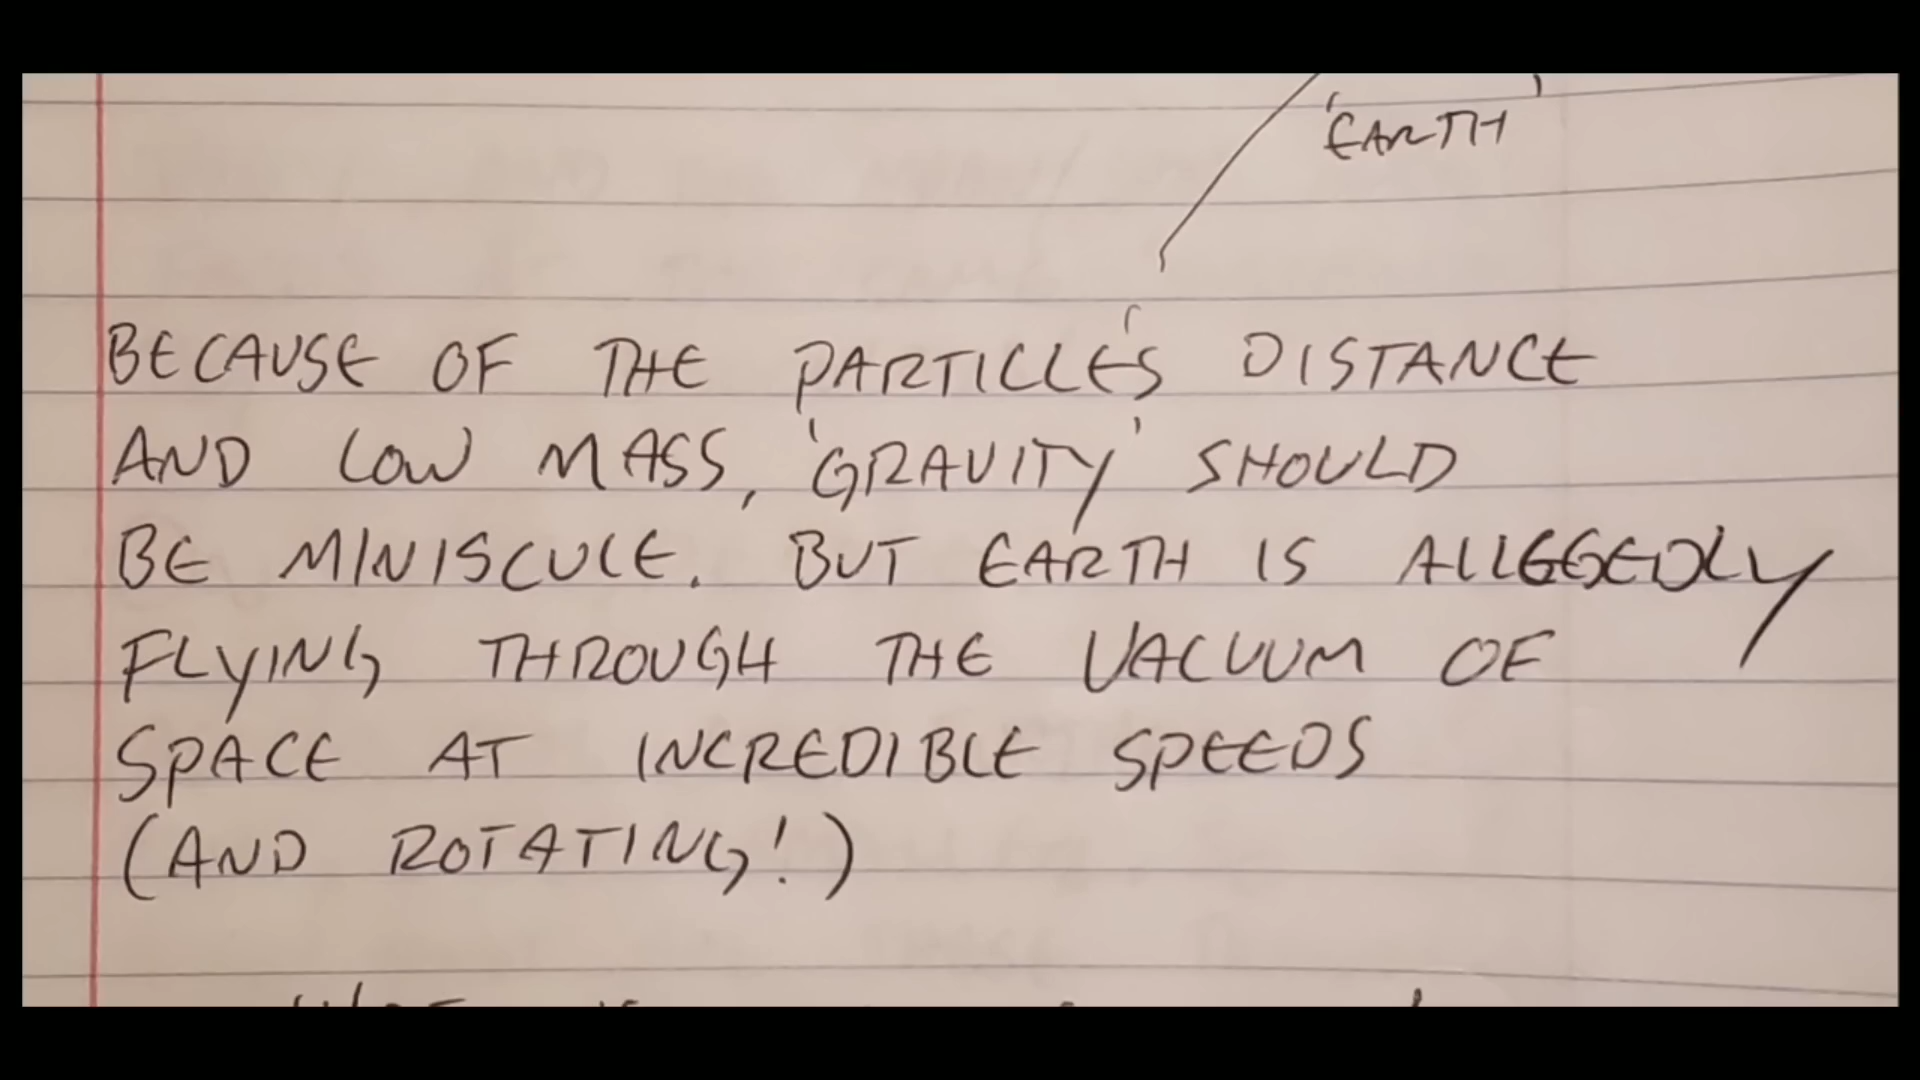 'EARTH'
BECAUSE OF THE PARTICLE'S DISTANCE
AND LOW MASS, 'GRAVITY' SHOULD
BE MINISCULE. BUT EARTH IS ALLEGEDLY
FLYING THROUGH THE VACUUM OF
SPACE AT INCREDIBLE SPEEDS
(AND ROTATING!)